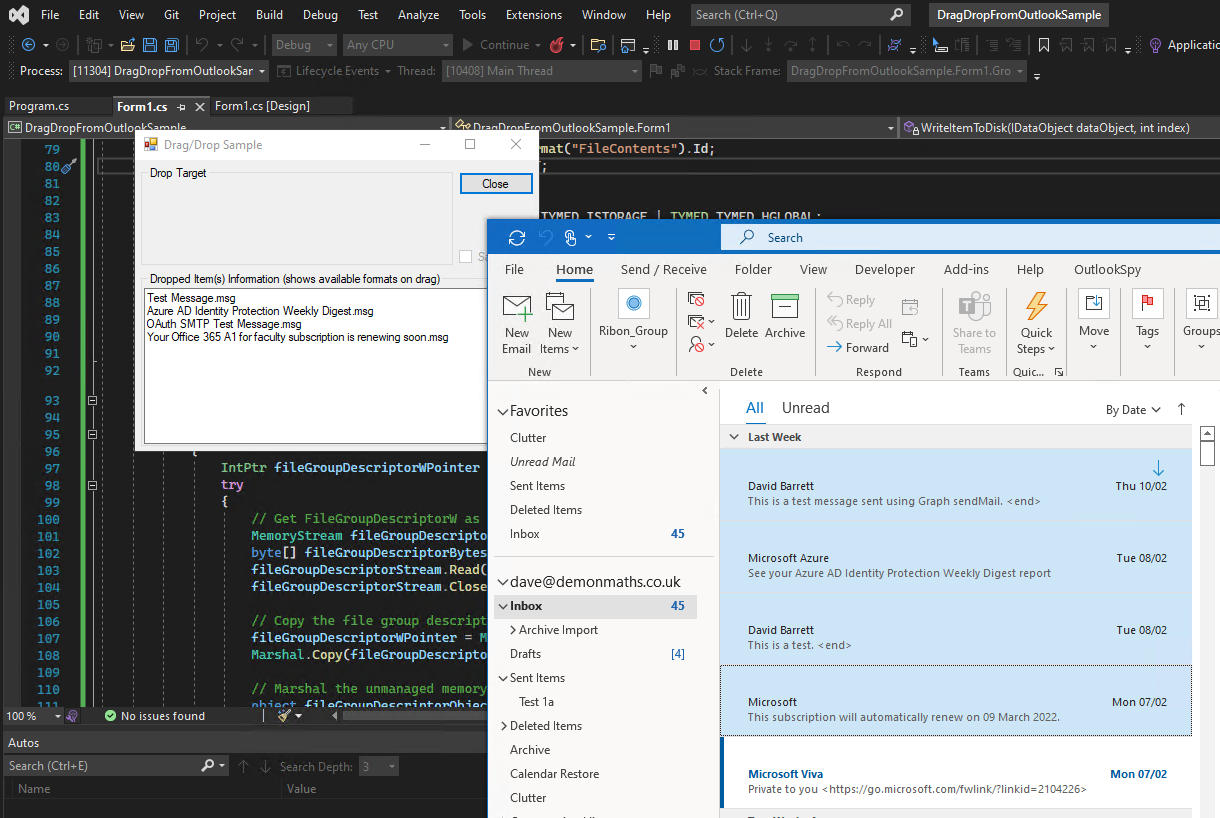 File Edit View Git Project Build Debug Test Analyze Tools Extensions Window Help Search (Ctrl+Q) DragDropFromOutlookSample
Debug Any CPU Continue Applicatio
Process: [11304] DragDropFromOutlookSar Lifecycle Events Thread: [10408] Main Thread Stack Frame: DragDropFromOutlookSample.Form1.Gro
Program.cs Form1.cs Form1.cs [Design]
DragDropFromOutlookSample DragDropFromOutlookSample.Form1 WriteItemToDisk(IDataObject dataObject, int index)
79 rmat("FileContents").Id;
80 ;
81
82
83 TYMED_ISTORAGE | TYMED.TYMED_HGLOBAL;
84
85
86
87
88
89
90
91
92
93
94
95
96
97 IntPtr fileGroupDescriptorWPointer
98 try
99 {
100 // Get FileGroupDescriptorW as
101 MemoryStream fileGroupDescripto
102 byte[] fileGroupDescriptorBytes
103 fileGroupDescriptorStream.Read(
104 fileGroupDescriptorStream.Close
105
106 // Copy the file group descript
107 fileGroupDescriptorWPointer = M
108 Marshal.Copy(fileGroupDescripto
109
110 // Marshal the unmanaged memory
111 object fileGroupDescriptorObjec
100 % No issues found
Autos
Search (Ctrl+E) Search Depth: 3
Name Value
Drag/Drop Sample
Drop Target
Close
Dropped Item(s) Information (shows available formats on drag)
Test Message.msg
Azure AD Identity Protection Weekly Digest.msg
OAuth SMTP Test Message.msg
Your Office 365 A1 for faculty subscription is renewing soon.msg
Search
File Home Send / Receive Folder View Developer Add-ins Help OutlookSpy
New Email
New Items
Ribon_Group
Delete
Archive
Reply
Reply All
Forward
Share to Teams
Quick Steps
Move
Tags
Groups
New Delete Respond Teams Quic...
Favorites
Clutter
Unread Mail
Sent Items
Deleted Items
Inbox 45
dave@demonmaths.co.uk
Inbox 45
Archive Import
Drafts [4]
Sent Items
Test 1a
Deleted Items
Archive
Calendar Restore
Clutter
All Unread By Date
Last Week
David Barrett Thu 10/02
This is a test message sent using Graph sendMail. <end>
Microsoft Azure Tue 08/02
See your Azure AD Identity Protection Weekly Digest report
David Barrett Tue 08/02
This is a test. <end>
Microsoft Mon 07/02
This subscription will automatically renew on 09 March 2022.
Microsoft Viva Mon 07/02
Private to you <https://go.microsoft.com/fwlink/?linkid=2104226>